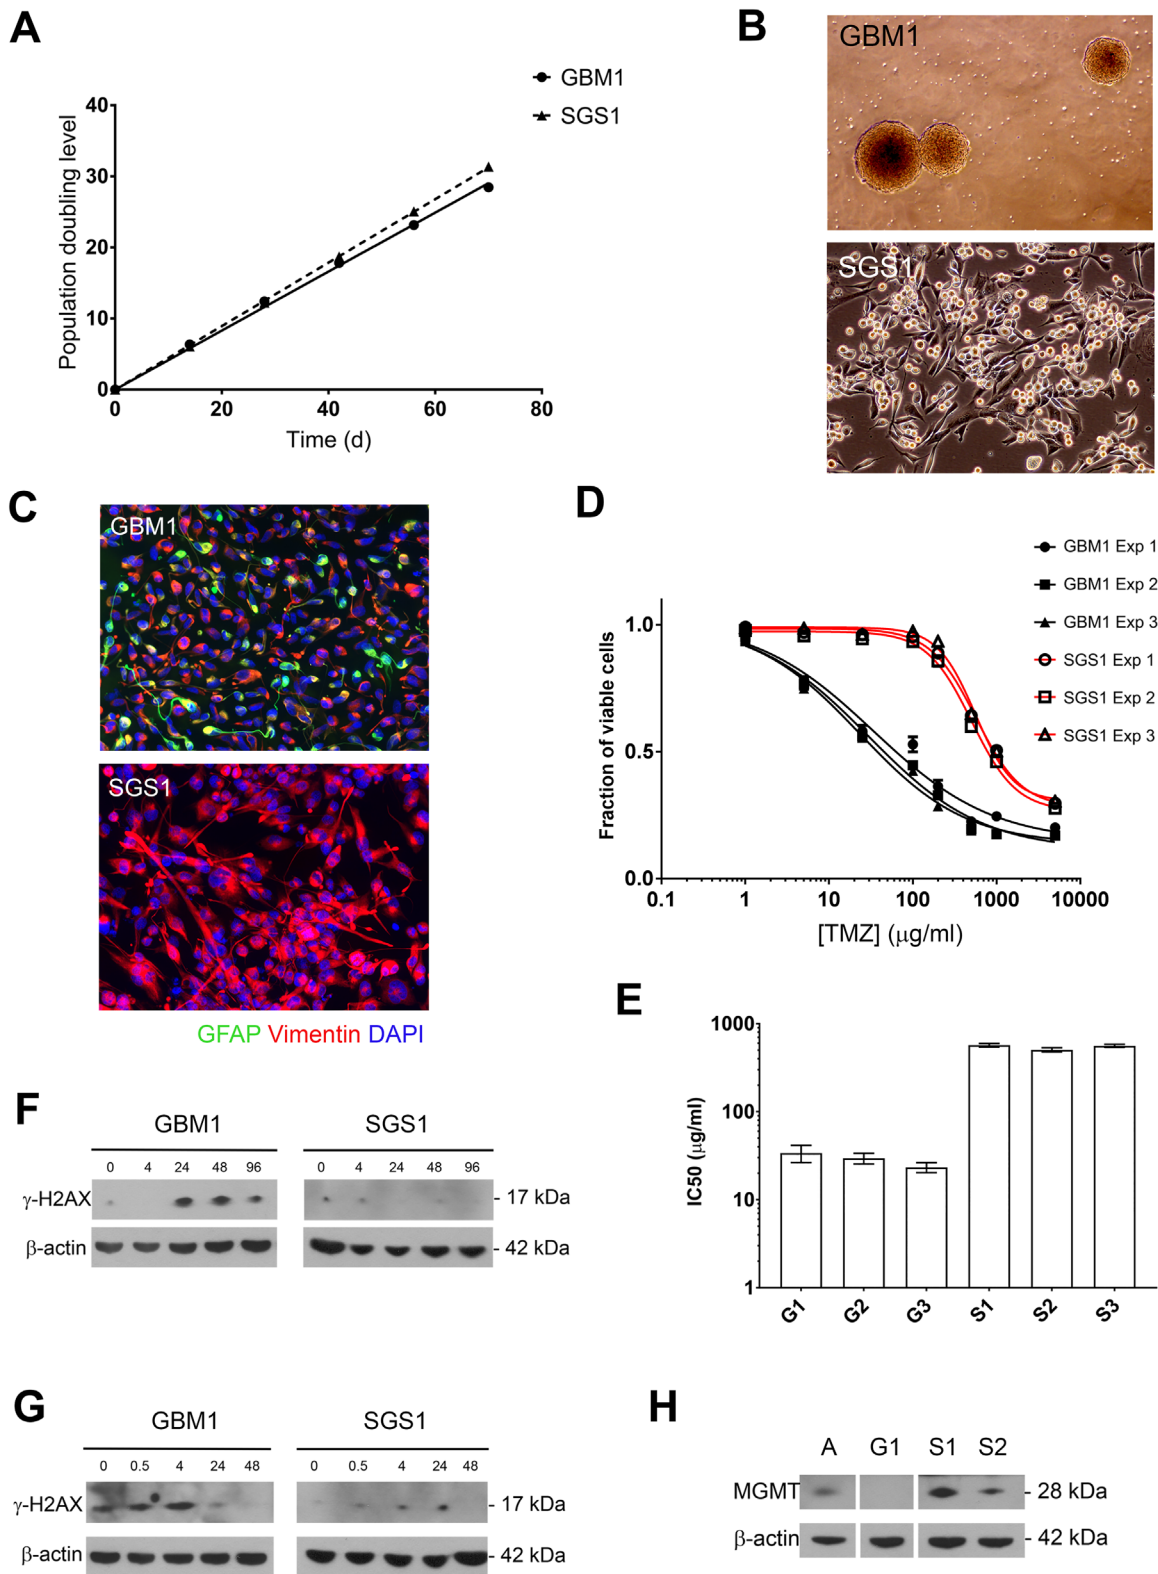 A
GBM1
SGS1
Population doubling level
40
30
20
10
0
0 20 40 60 80
Time (d)
B
GBM1
SGS1
C
GBM1
SGS1
GFAP Vimentin DAPI
D
GBM1 Exp 1
GBM1 Exp 2
GBM1 Exp 3
SGS1 Exp 1
SGS1 Exp 2
SGS1 Exp 3
Fraction of viable cells
1.0
0.5
0.0
0.1 1 10 100 1000 10000
[TMZ] (μg/ml)
E
IC50 (μg/ml)
1000
100
10
1
G1 G2 G3 S1 S2 S3
F
GBM1 SGS1
0 4 24 48 96 0 4 24 48 96
γ-H2AX - 17 kDa
β-actin - 42 kDa
G
GBM1 SGS1
0 0.5 4 24 48 0 0.5 4 24 48
γ-H2AX - 17 kDa
β-actin - 42 kDa
H
A G1 S1 S2
MGMT - 28 kDa
β-actin - 42 kDa